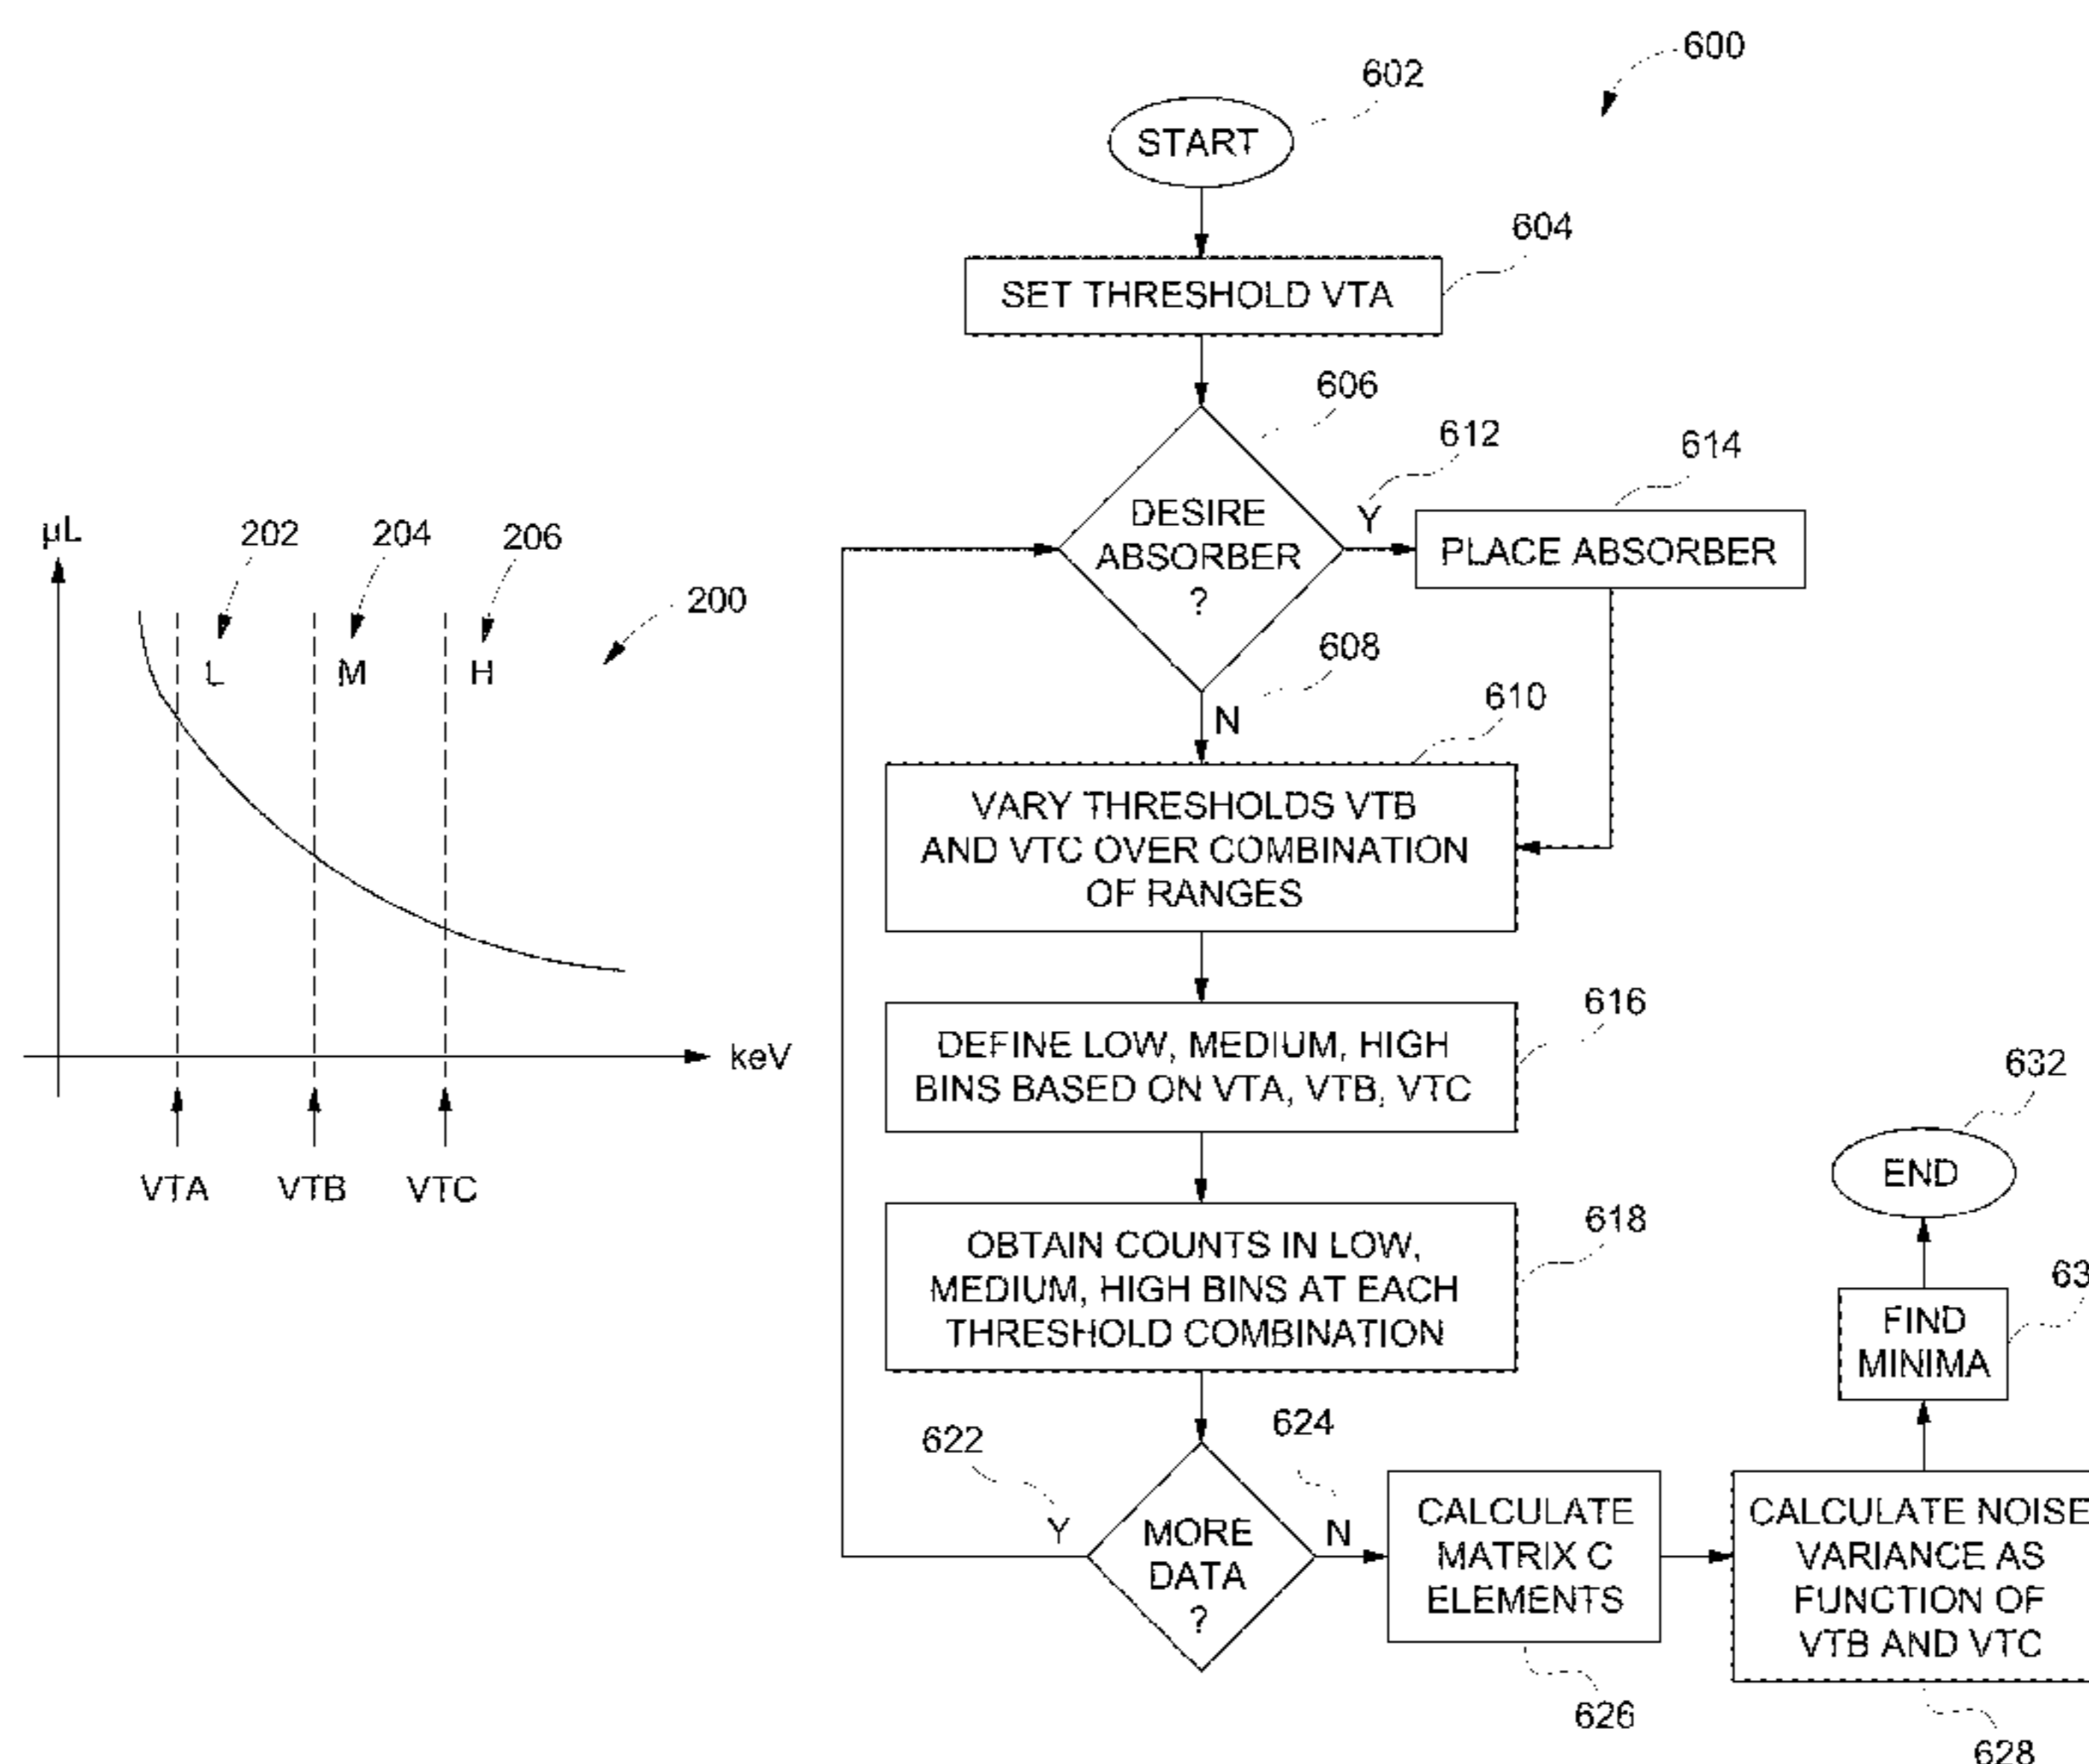 µL
202
204
206
200
L
M
H
keV
VTA
VTB
VTC
600
602
START
604
SET THRESHOLD VTA
606
612
614
DESIRE
ABSORBER
?
Y
PLACE ABSORBER
608
N
610
VARY THRESHOLDS VTB
AND VTC OVER COMBINATION
OF RANGES
616
DEFINE LOW, MEDIUM, HIGH
BINS BASED ON VTA, VTB, VTC
618
OBTAIN COUNTS IN LOW,
MEDIUM, HIGH BINS AT EACH
THRESHOLD COMBINATION
622
Y
624
N
MORE
DATA
?
CALCULATE
MATRIX C
ELEMENTS
626
CALCULATE NOISE
VARIANCE AS
FUNCTION OF
VTB AND VTC
628
FIND
MINIMA
632
END